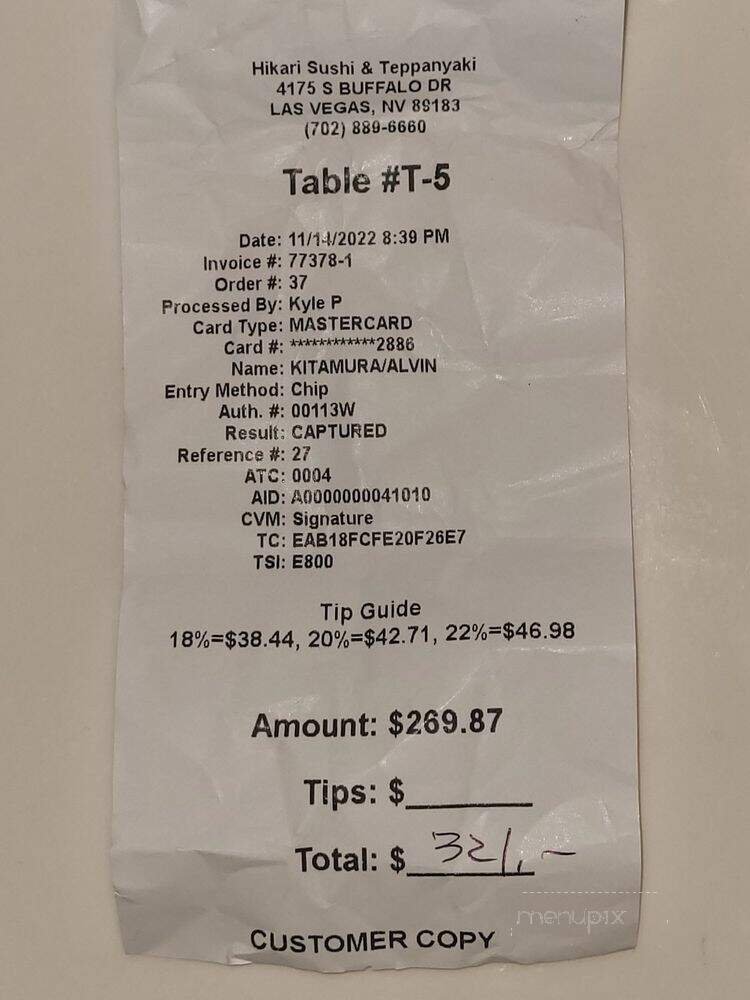 Hikari Sushi & Teppanyaki
4175 S BUFFALO DR
LAS VEGAS, NV 89183
(702) 889-6660
Table #T-5
Date: 11/14/2022 8:39 PM
Invoice #: 77378-1
Order #: 37
Processed By: Kyle P
Card Type: MASTERCARD
Card #: ************2886
Name: KITAMURA/ALVIN
Entry Method: Chip
Auth. #: 00113W
Result: CAPTURED
Reference #: 27
ATC: 0004
AID: A0000000041010
CVM: Signature
TC: EAB18FCFE20F26E7
TSI: E800
Tip Guide
18%=$38.44, 20%=$42.71, 22%=$46.98
Amount: $269.87
Tips: $
Total: $ 321,-
menupix
CUSTOMER COPY